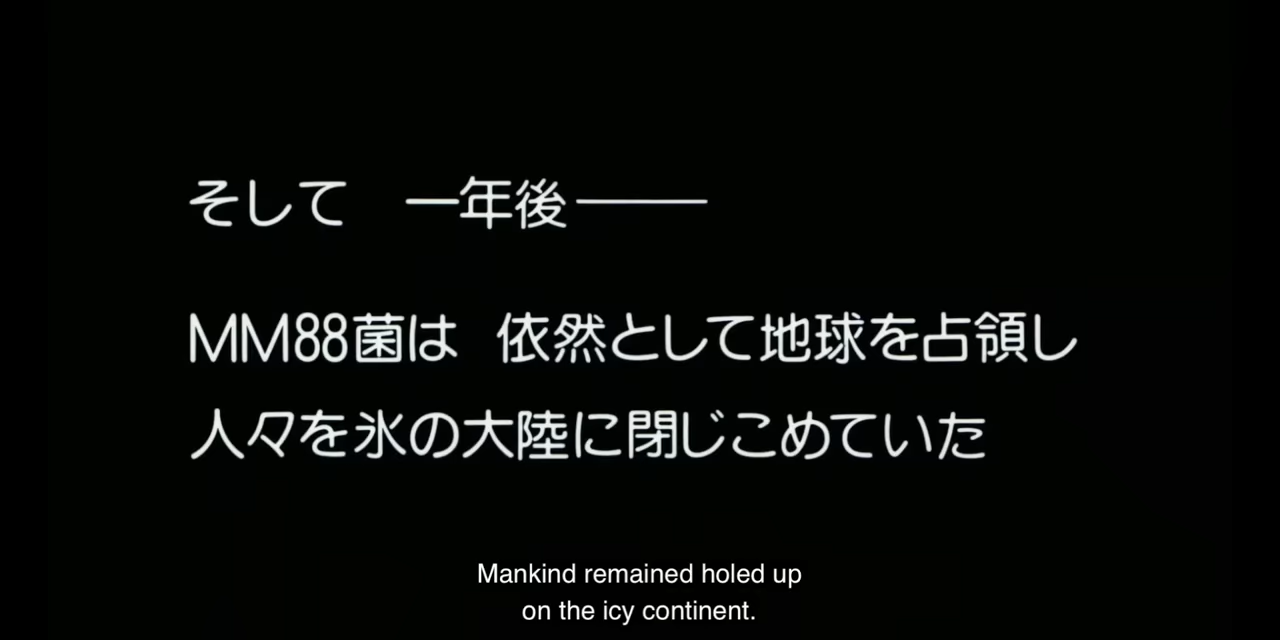 そして　一年後———
MM88菌は　依然として地球を占領し
人々を氷の大陸に閉じこめていた
Mankind remained holed up
on the icy continent.